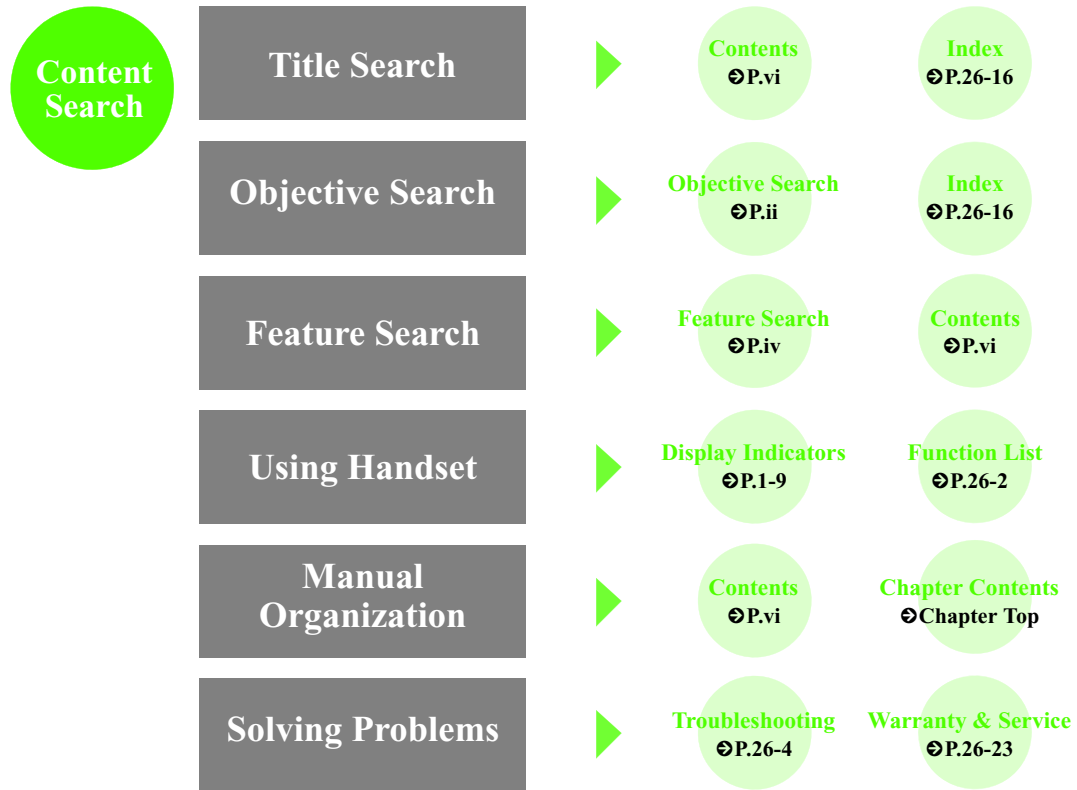 Content
Search
Title Search
Contents
➲P.vi
Index
➲P.26-16
Objective Search
Objective Search
➲P.ii
Index
➲P.26-16
Feature Search
Feature Search
➲P.iv
Contents
➲P.vi
Using Handset
Display Indicators
➲P.1-9
Function List
➲P.26-2
Manual
Organization
Contents
➲P.vi
Chapter Contents
➲Chapter Top
Solving Problems
Troubleshooting
➲P.26-4
Warranty & Service
➲P.26-23